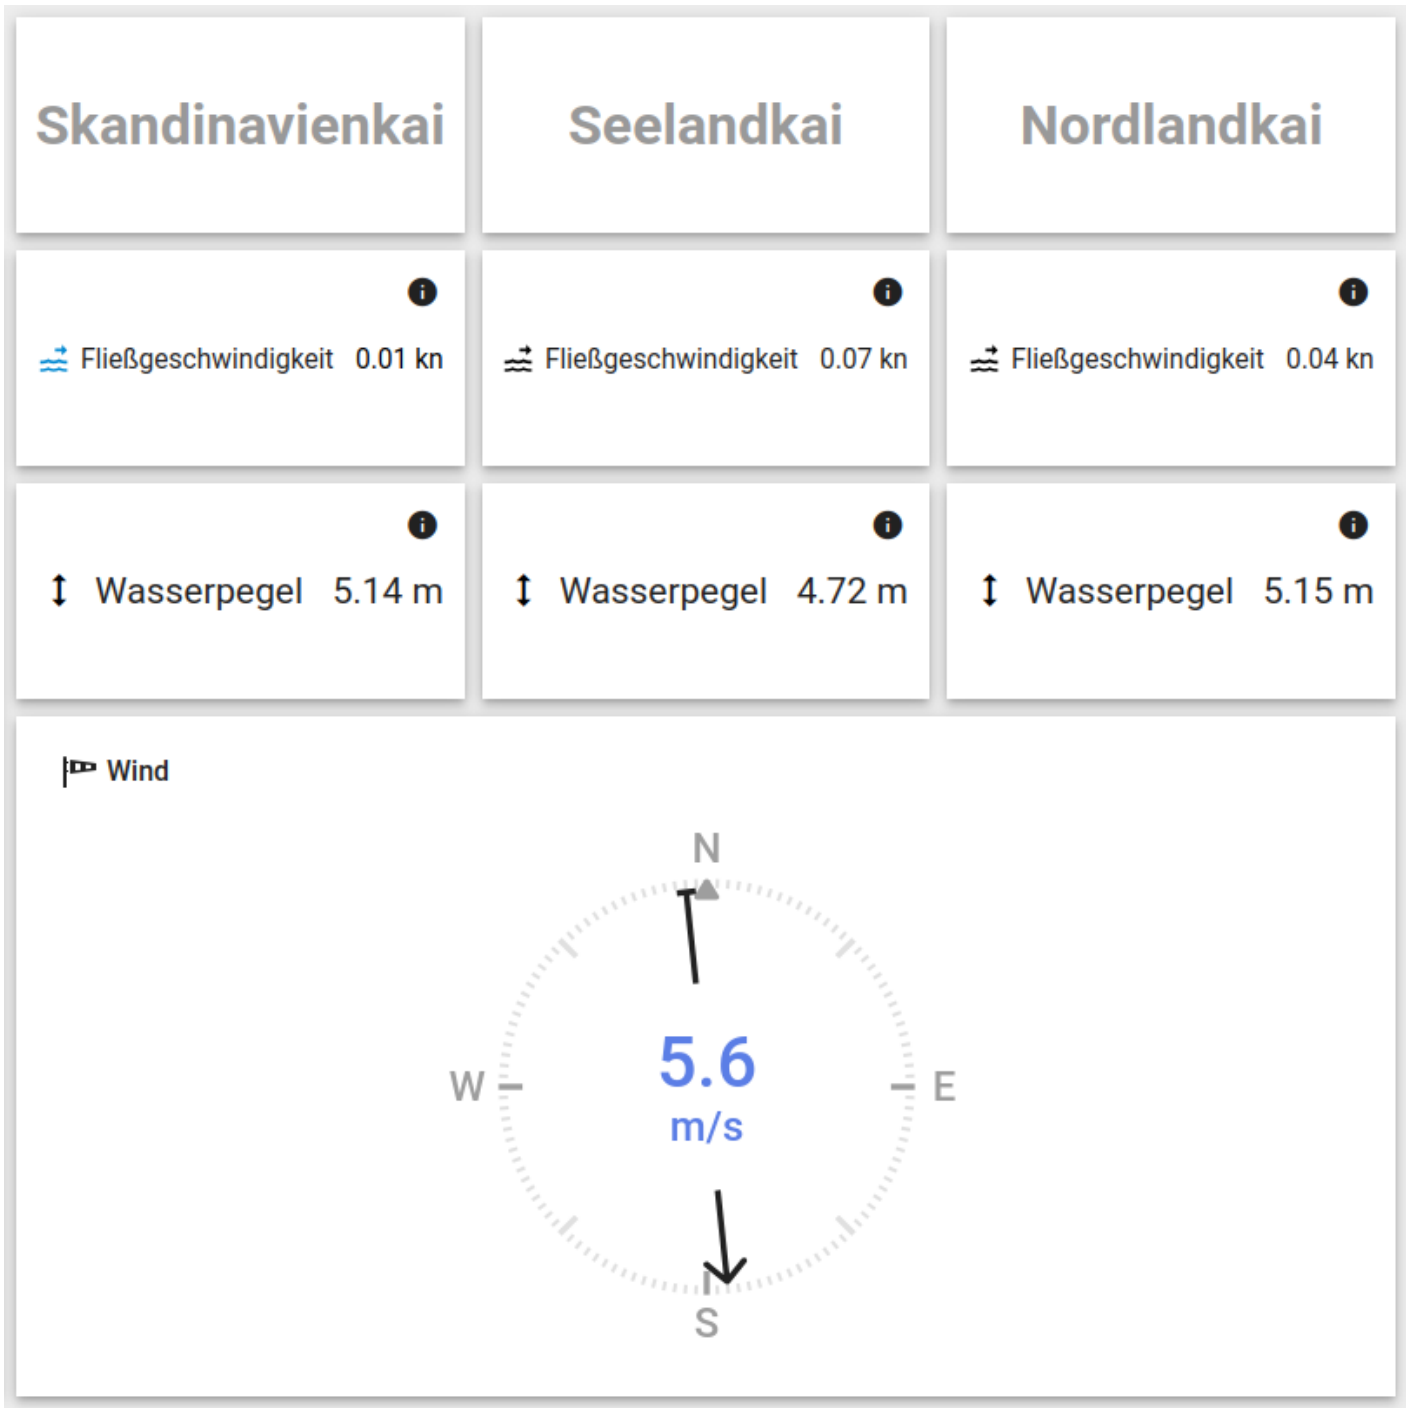 Skandinavienkai Seelandkai Nordlandkai
Fließgeschwindigkeit 0.01 kn Fließgeschwindigkeit 0.07 kn Fließgeschwindigkeit 0.04 kn
Wasserpegel 5.14 m Wasserpegel 4.72 m Wasserpegel 5.15 m
Wind
N
W E
5.6
m/s
S